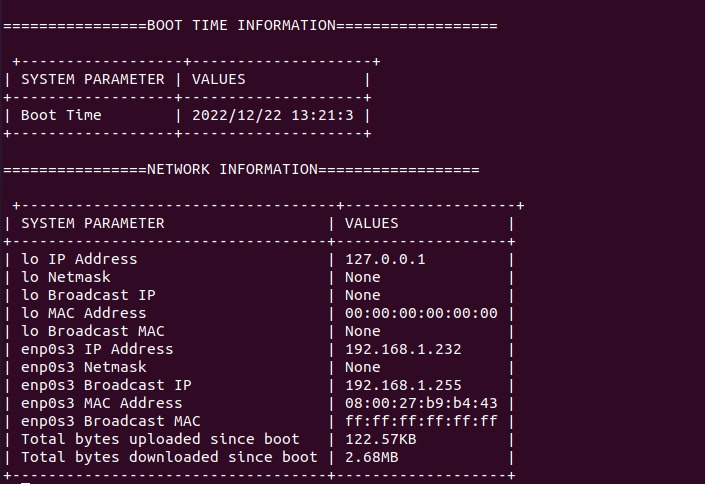 ================BOOT TIME INFORMATION==================
 +------------------+--------------------+
| SYSTEM PARAMETER | VALUES             |
+------------------+--------------------+
| Boot Time        | 2022/12/22 13:21:3 |
+------------------+--------------------+
================NETWORK INFORMATION==================
 +-----------------------------------+-------------------+
| SYSTEM PARAMETER                  | VALUES            |
+-----------------------------------+-------------------+
| lo IP Address                     | 127.0.0.1         |
| lo Netmask                        | None              |
| lo Broadcast IP                   | None              |
| lo MAC Address                    | 00:00:00:00:00:00 |
| lo Broadcast MAC                  | None              |
| enp0s3 IP Address                 | 192.168.1.232     |
| enp0s3 Netmask                    | None              |
| enp0s3 Broadcast IP               | 192.168.1.255     |
| enp0s3 MAC Address                | 08:00:27:b9:b4:43 |
| enp0s3 Broadcast MAC              | ff:ff:ff:ff:ff:ff |
| Total bytes uploaded since boot   | 122.57KB          |
| Total bytes downloaded since boot | 2.68MB            |
+-----------------------------------+-------------------+